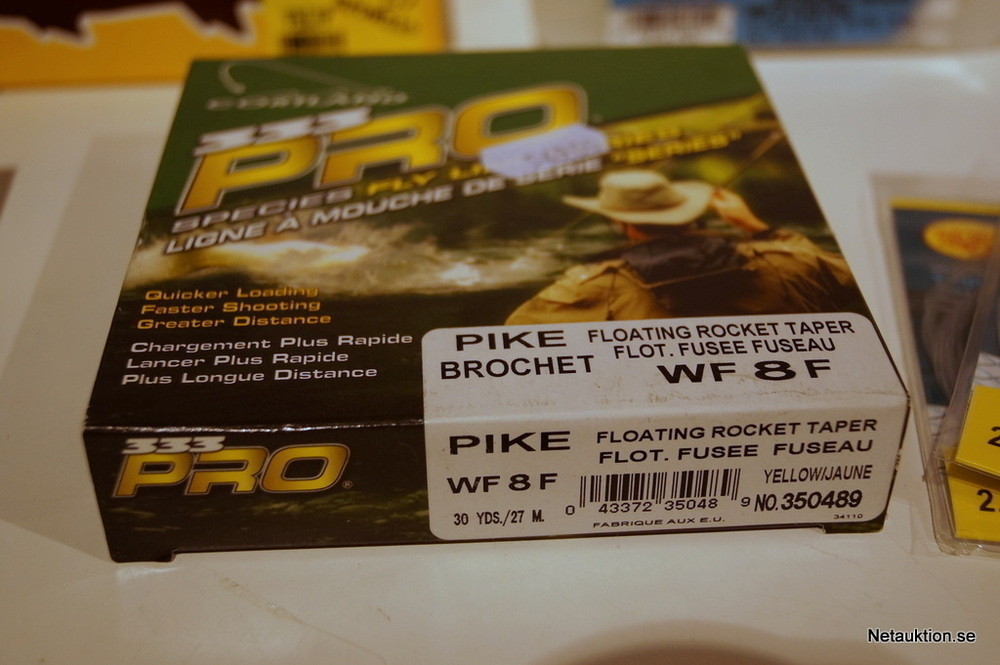 CORTLAND
333
PRO
SPECIES FLY
"SERIES"
LIGNE À MOUCHE DE SÉRIE
Quicker Loading
Faster Shooting
Greater Distance
Chargement Plus Rapide
Lancer Plus Rapide
Plus Longue Distance
PIKE FLOATING ROCKET TAPER
BROCHET FLOT. FUSEE FUSEAU
WF 8 F
333
PRO®
PIKE FLOATING ROCKET TAPER
FLOT. FUSEE FUSEAU
WF 8 F
YELLOW/JAUNE
30 YDS./27 M.
0 43372 35048 9
NO. 350489
FABRIQUE AUX E.U.
34110
Netauktion.se